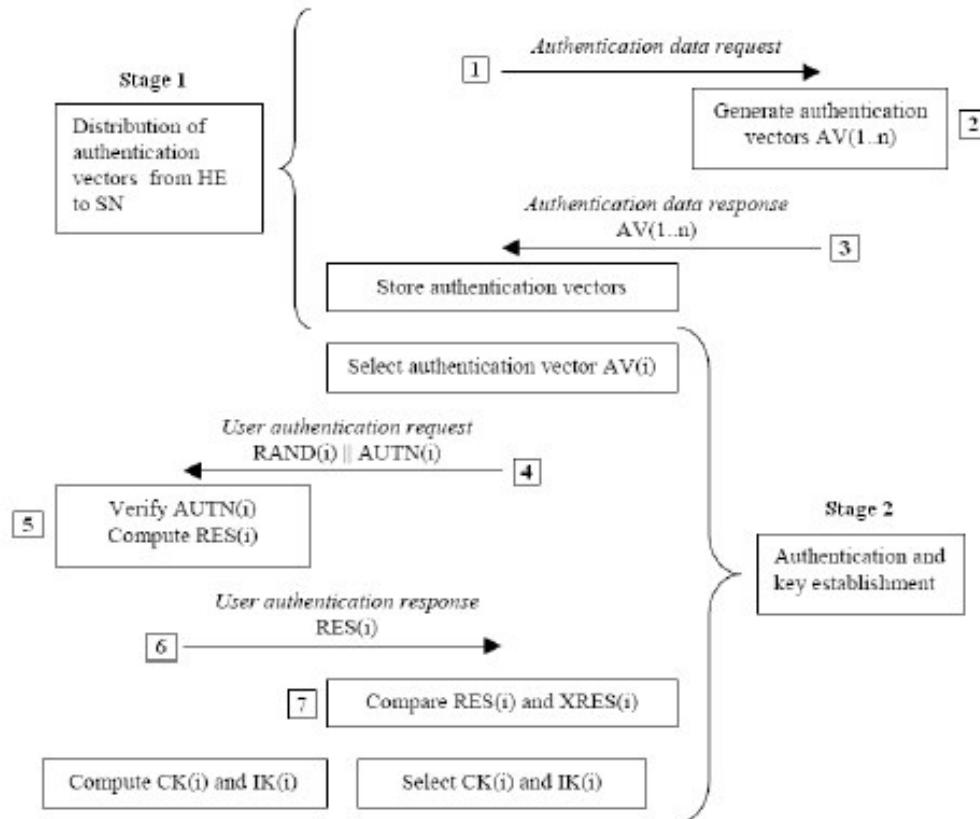 Authentication data request
1
Stage 1
Distribution of
authentication
vectors from HE
to SN
Generate authentication
vectors AV(1..n)
2
Authentication data response
AV(1..n)
3
Store authentication vectors
Select authentication vector AV(i)
User authentication request
RAND(i) || AUTN(i)
4
5
Verify AUTN(i)
Compute RES(i)
Stage 2
Authentication and
key establishment
User authentication response
RES(i)
6
7
Compare RES(i) and XRES(i)
Compute CK(i) and IK(i)
Select CK(i) and IK(i)